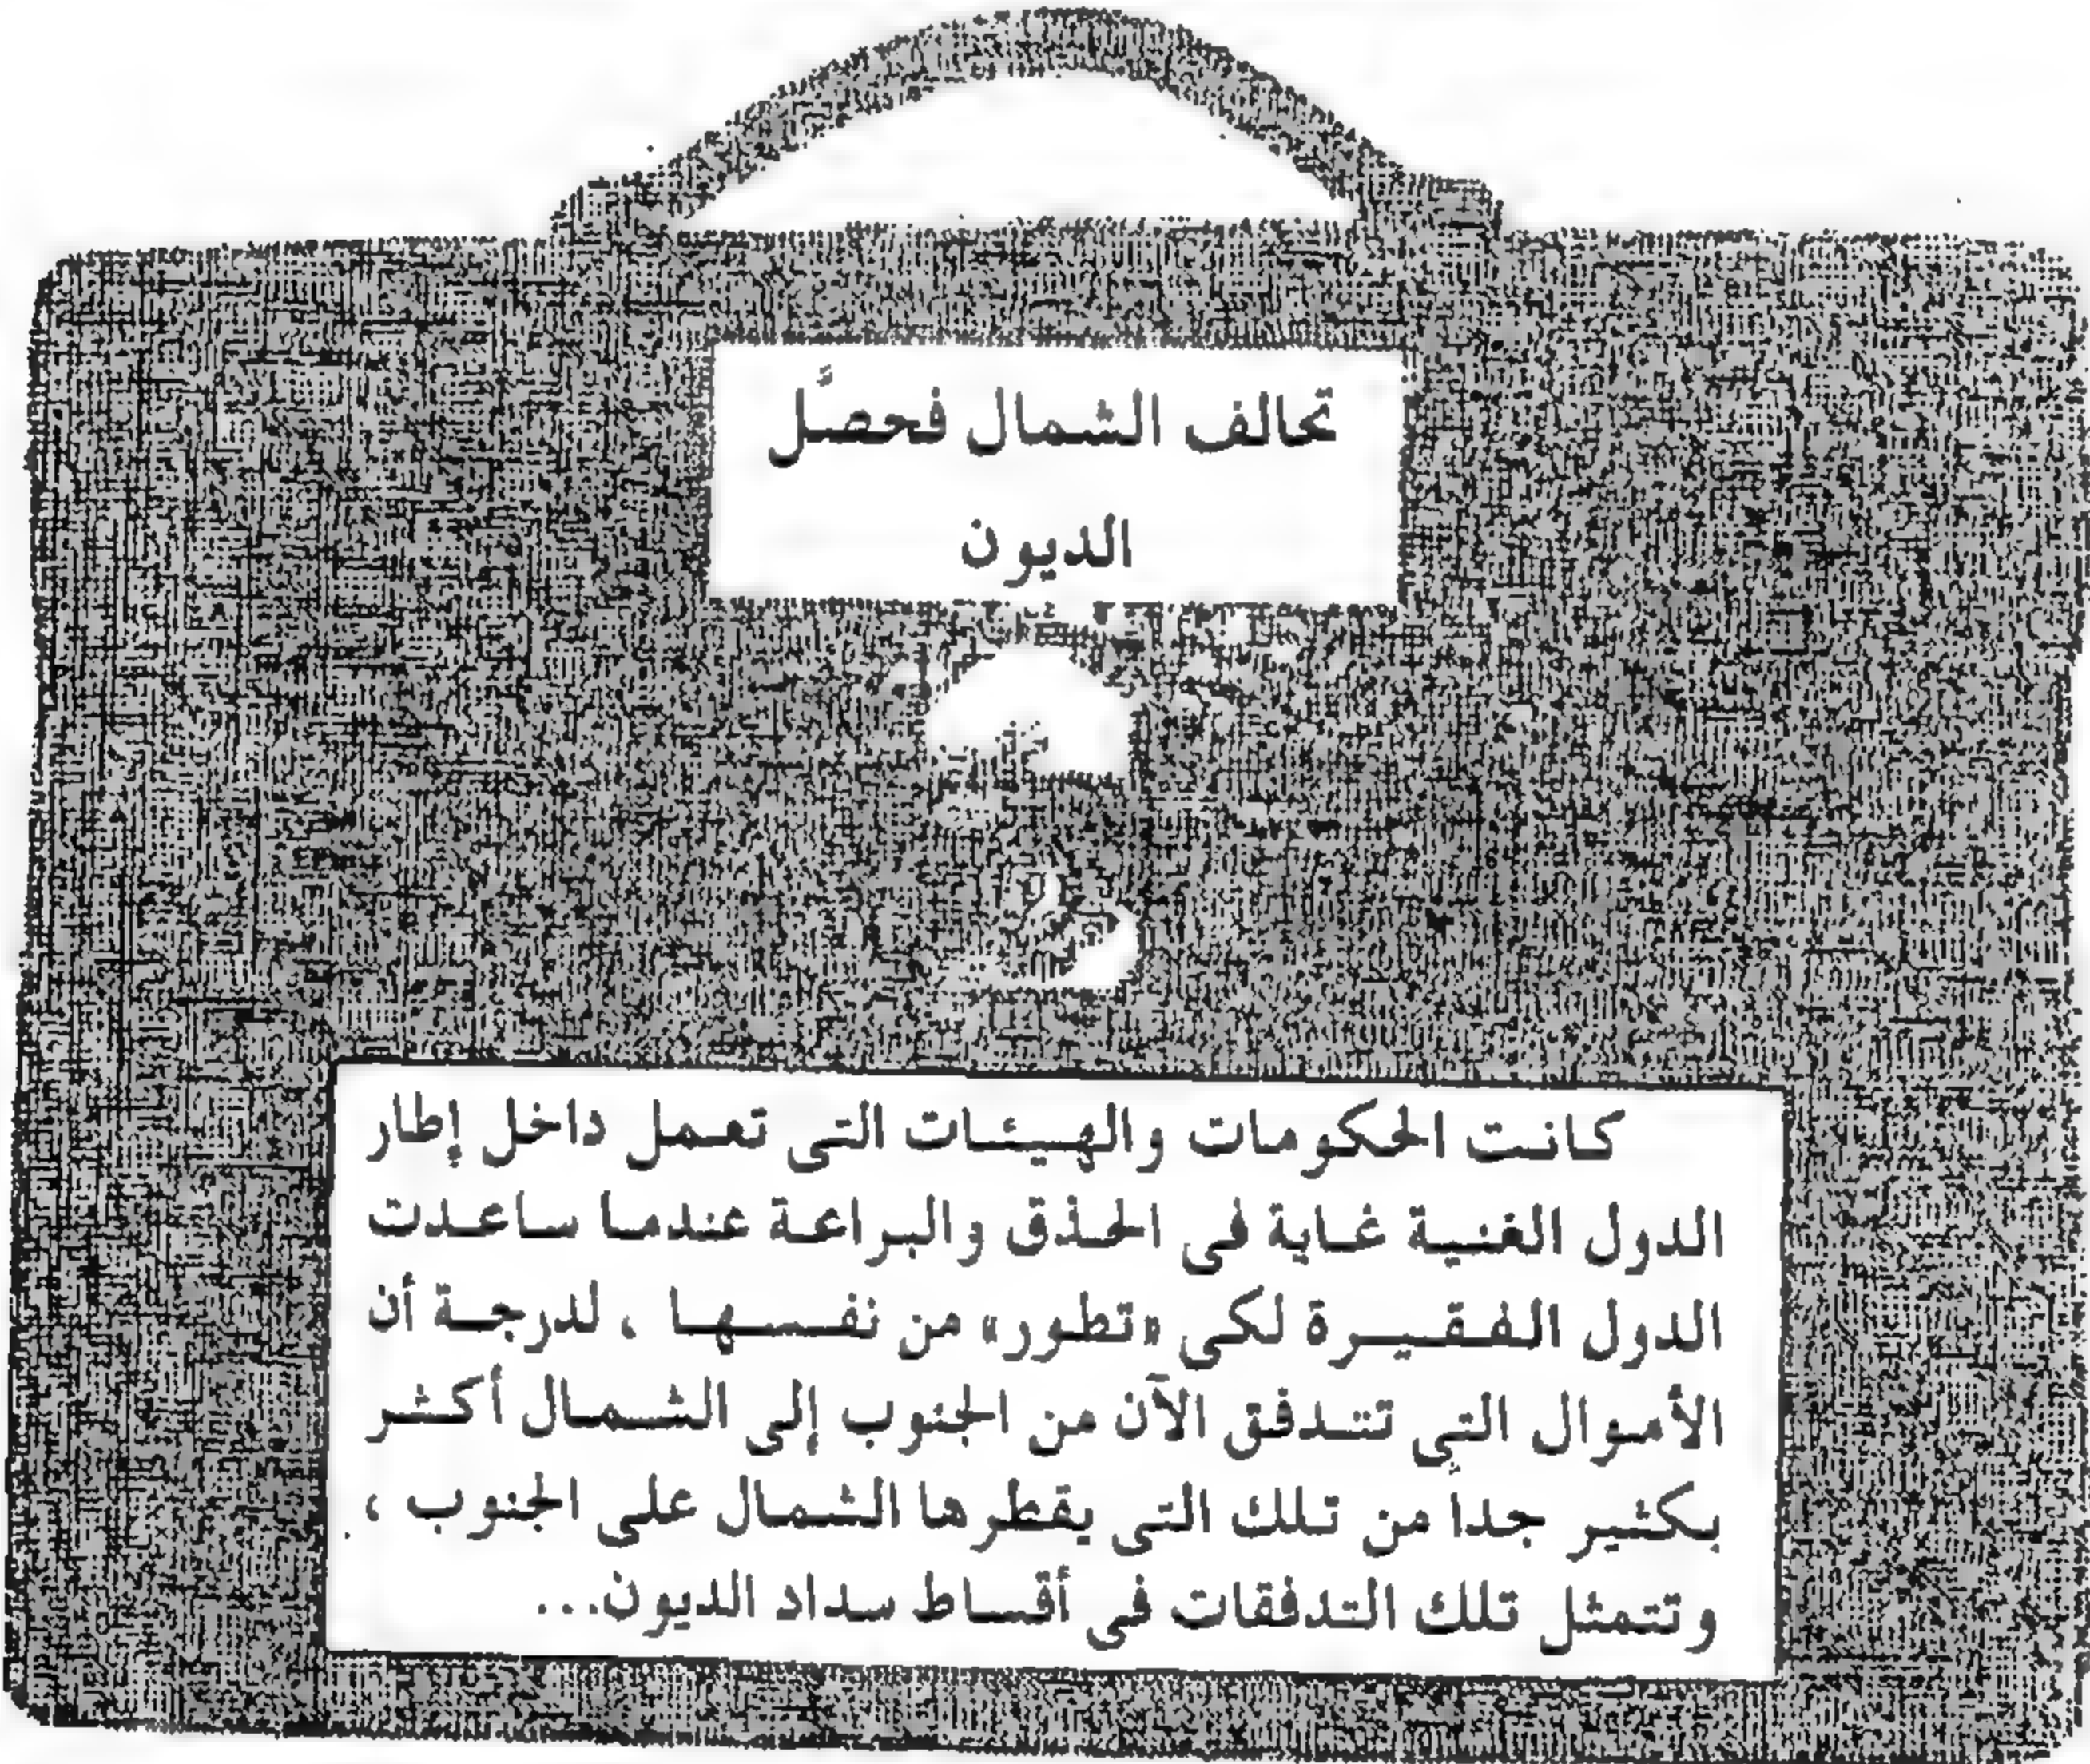 تحالف الشمال فحصَّل
الديون
كانت الحكومات والهيئات التى تعمل داخل إطار
الدول الغنية غاية فى الحذق والبراعة عندما ساعدت
الدول الفقيرة لكى «تطور» من نفسها ، لدرجة أن
الأموال التى تتدفق الآن من الجنوب إلى الشمال أكثر
بكثير جداً من تلك التى يقطرها الشمال على الجنوب ،
وتتمثل تلك التدفقات فى أقساط سداد الديون...